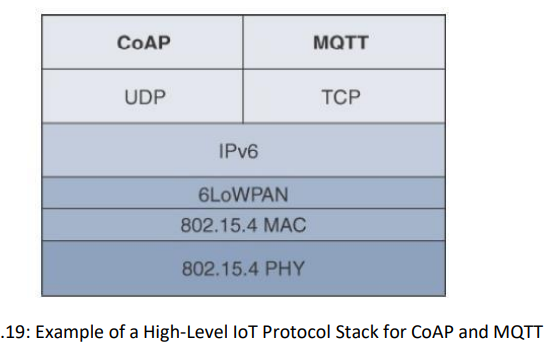 CoAP MQTT
UDP TCP
IPv6
6LoWPAN
802.15.4 MAC
802.15.4 PHY
.19: Example of a High-Level IoT Protocol Stack for CoAP and MQTT